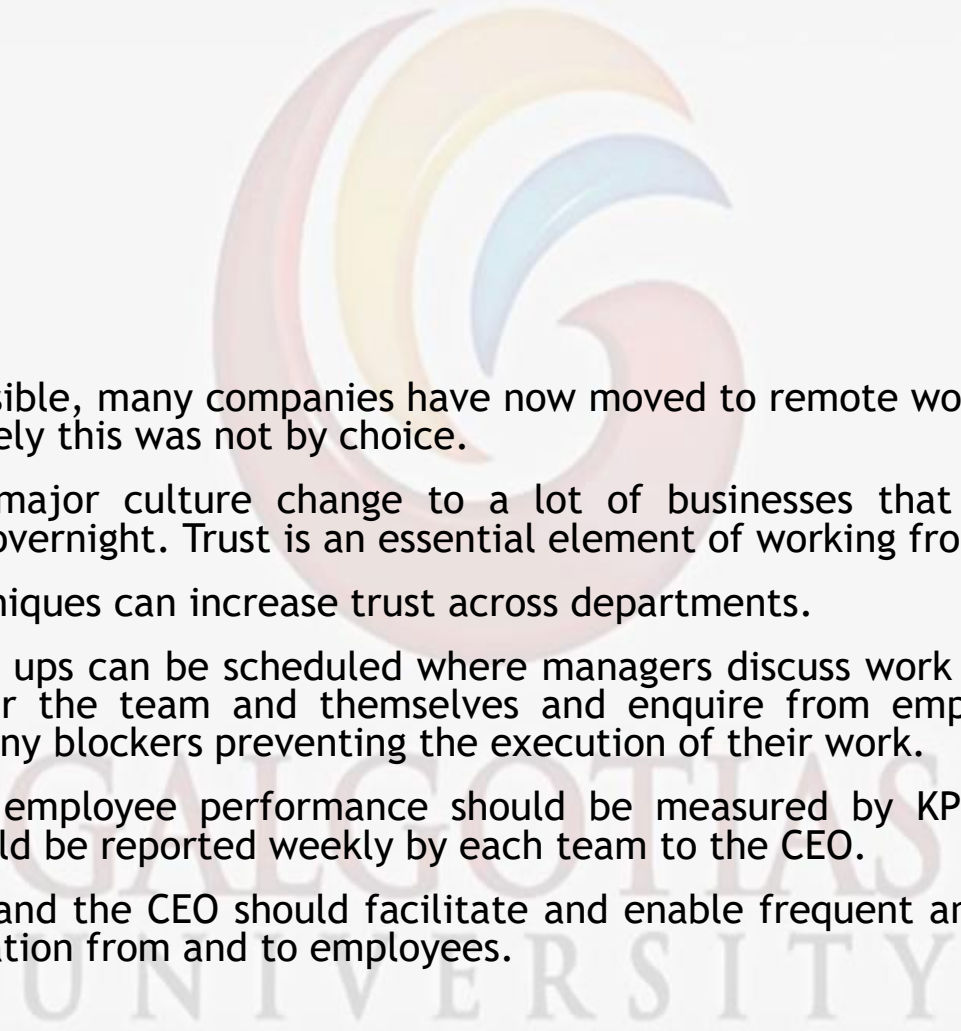 sible, many companies have now moved to remote wo
ely this was not by choice.
major culture change to a lot of businesses that
overnight. Trust is an essential element of working fro
niques can increase trust across departments.
ups can be scheduled where managers discuss work
r the team and themselves and enquire from emp
ny blockers preventing the execution of their work.
employee performance should be measured by KP
ld be reported weekly by each team to the CEO.
and the CEO should facilitate and enable frequent an
tion from and to employees.
GALGOTIAS
UNIVERSITY